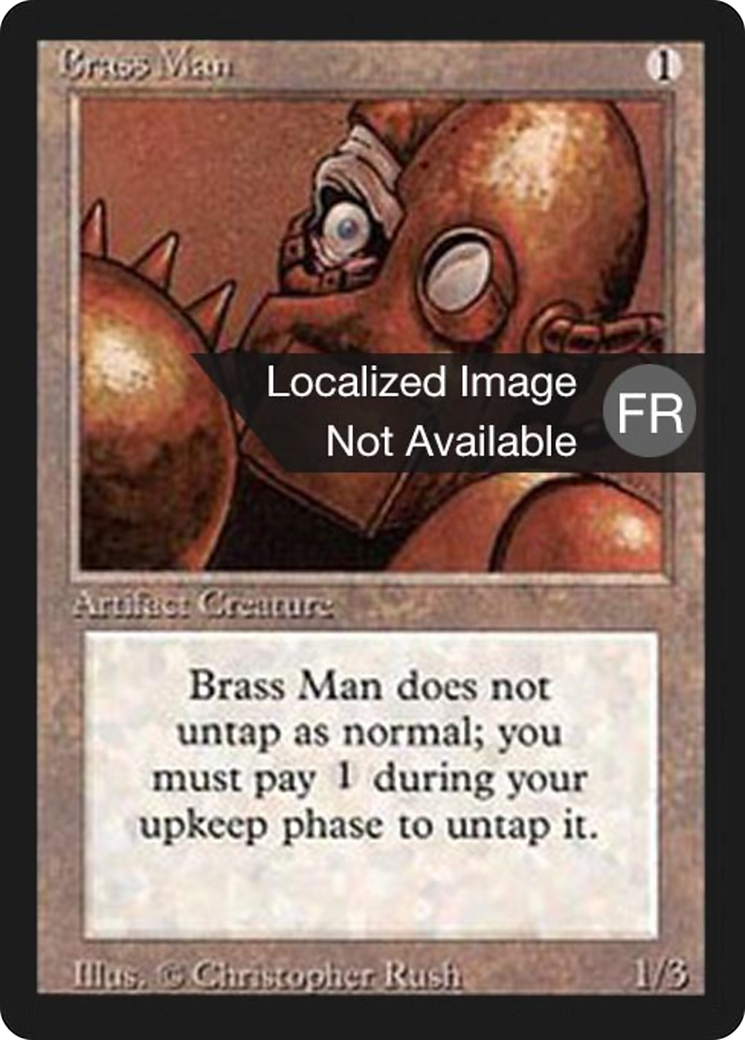 Brass Man 1
Localized Image
Not Available
FR
Artifact Creature
Brass Man does not
untap as normal; you
must pay 1 during your
upkeep phase to untap it.
Illus. © Christopher Rush 1/3